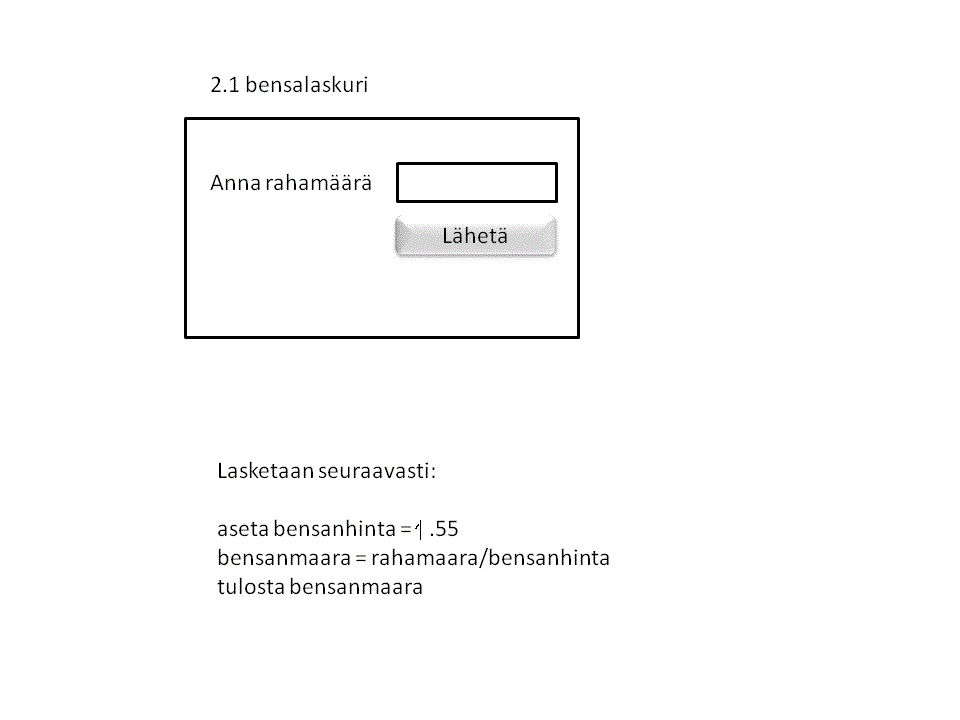 2.1 bensalaskuri
Anna rahamäärä
Lähetä
Lasketaan seuraavasti:
aseta bensanhinta = 1.55
bensanmaara = rahamaara/bensanhinta
tulosta bensanmaara